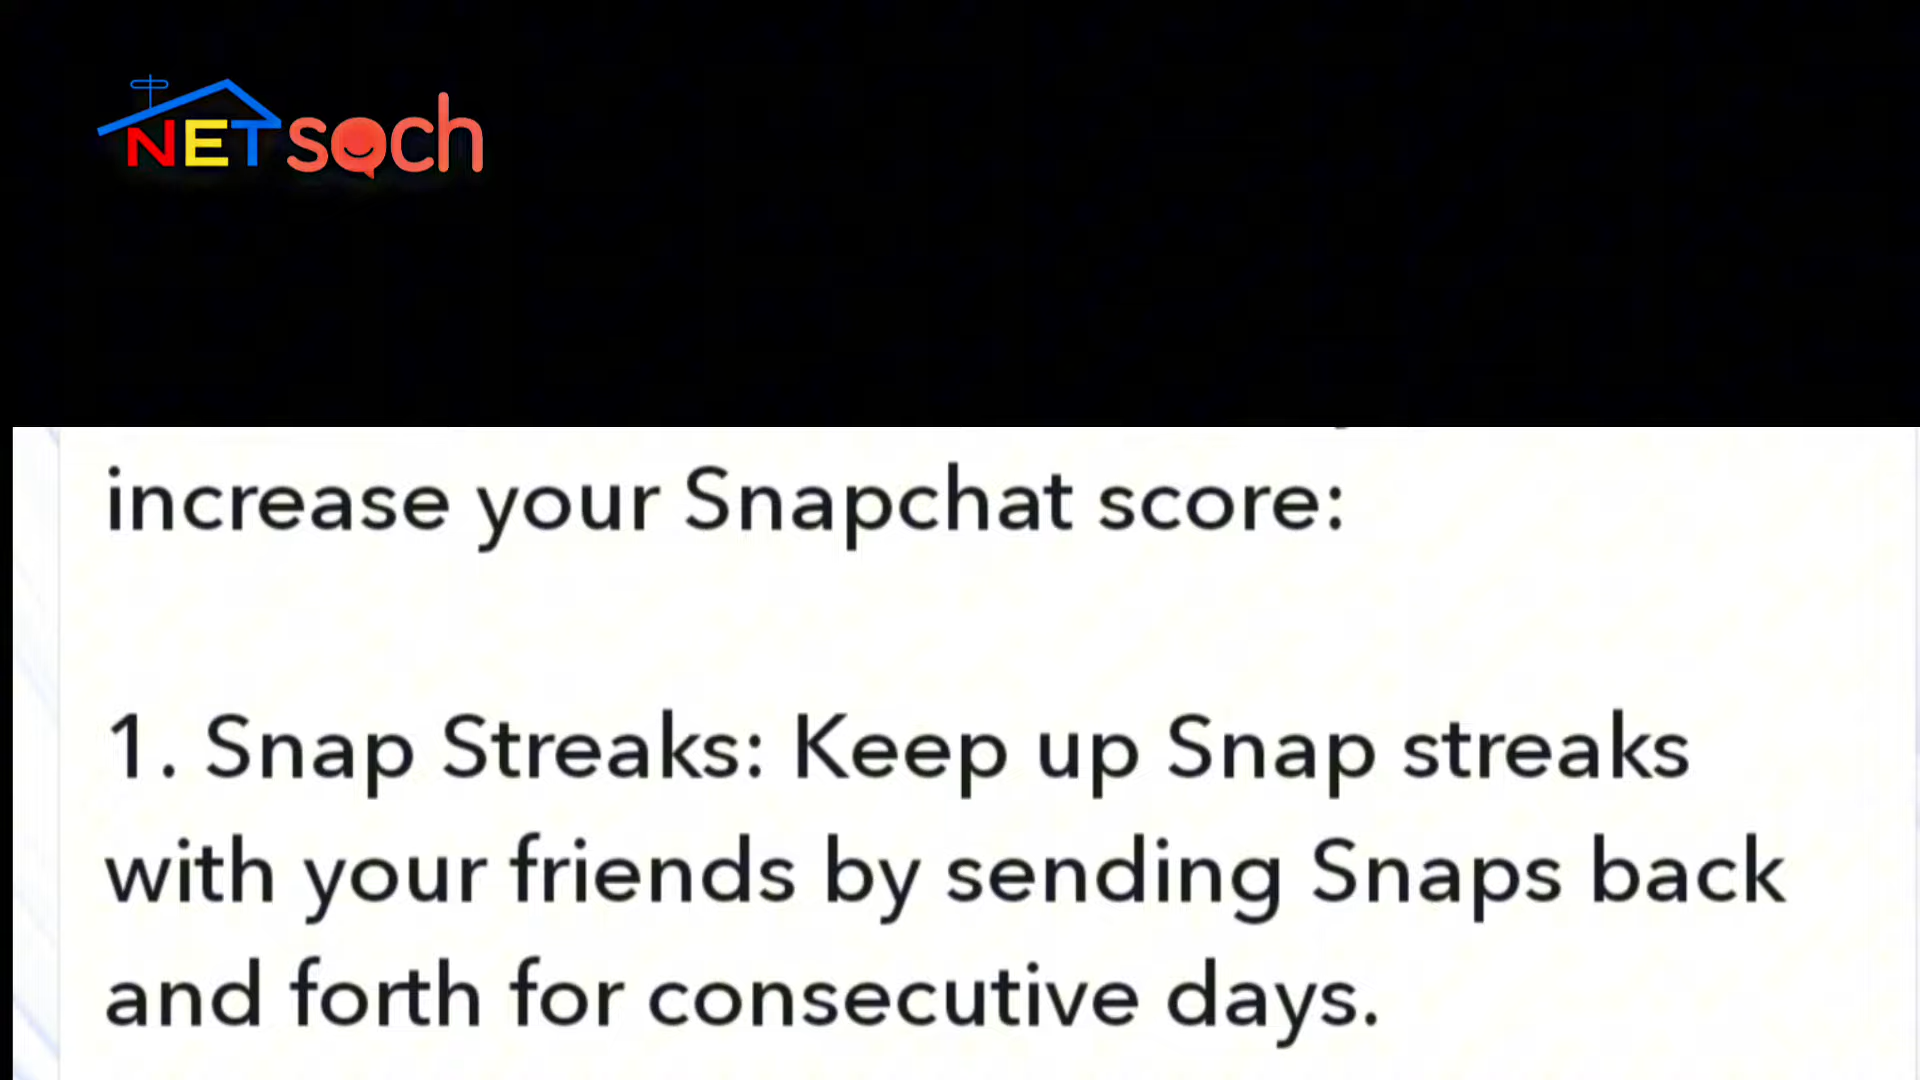 NETsoch
increase your Snapchat score:
1. Snap Streaks: Keep up Snap streaks
with your friends by sending Snaps back
and forth for consecutive days.